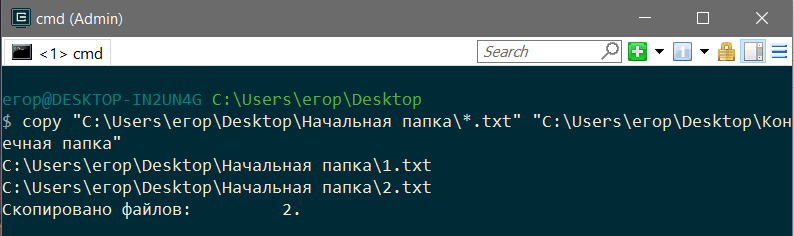 cmd (Admin)
<1> cmd
Search
егор@DESKTOP-IN2UN4G C:\Users\егор\Desktop
$ copy "C:\Users\егор\Desktop\Начальная папка\*.txt" "C:\Users\егор\Desktop\Кон
ечная папка"
C:\Users\егор\Desktop\Начальная папка\1.txt
C:\Users\егор\Desktop\Начальная папка\2.txt
Скопировано файлов:         2.